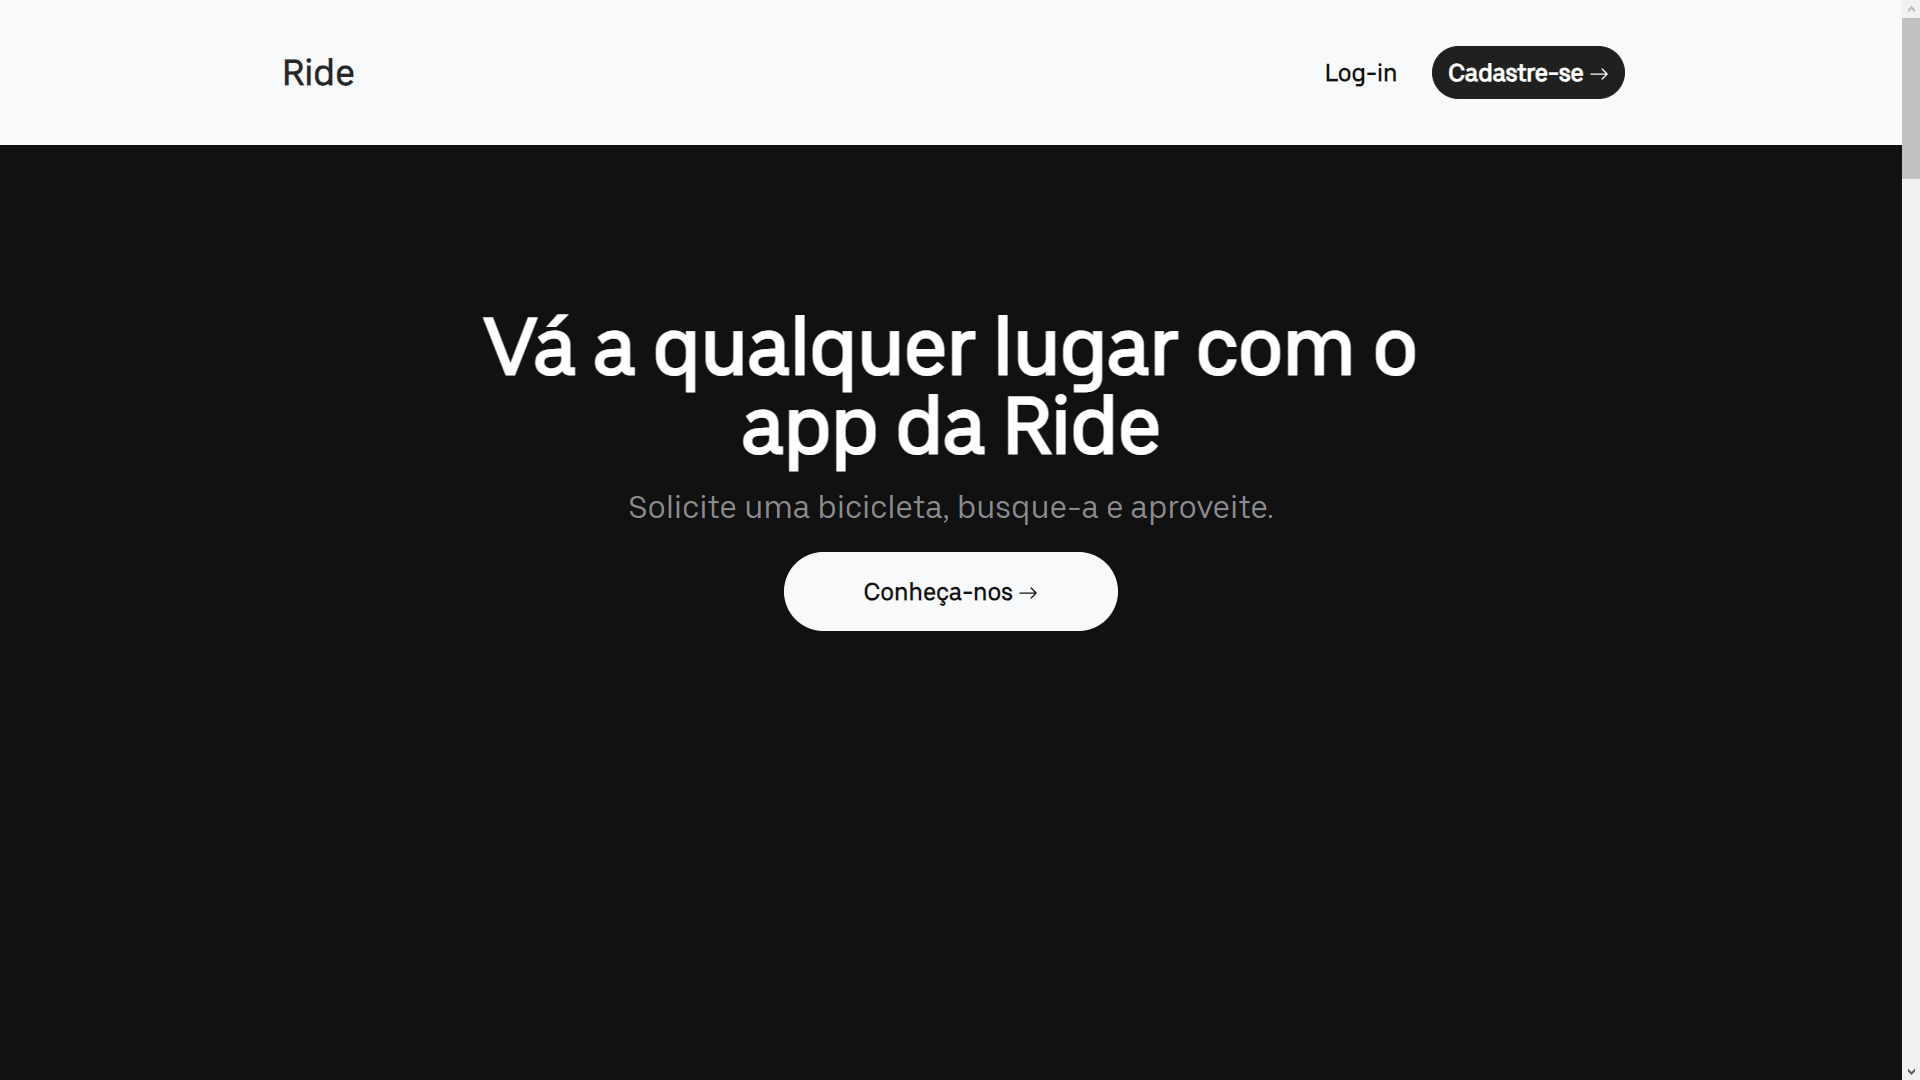 Ride
Log-in
Cadastre-se →
Vá a qualquer lugar com o
app da Ride
Solicite uma bicicleta, busque-a e aproveite.
Conheça-nos →